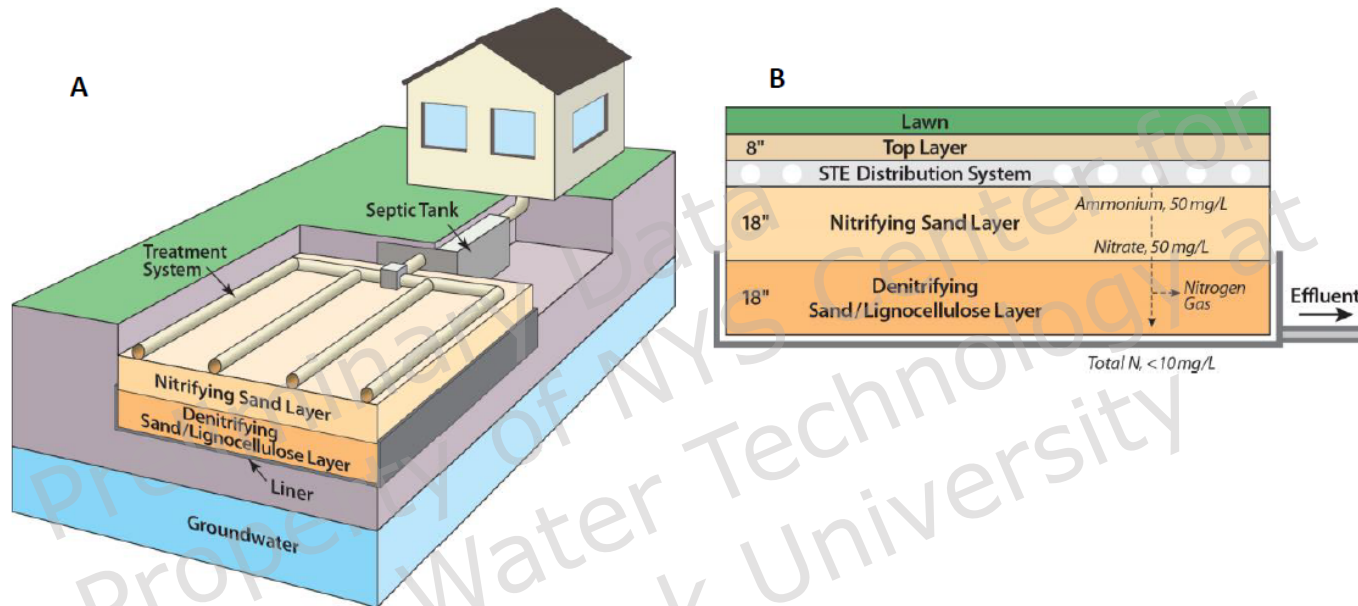 A
Septic Tank
Treatment
System
Nitrifying Sand Layer
Denitrifying
Sand/Lignocellulose Layer
Liner
Groundwater
B
Lawn
8"
Top Layer
STE Distribution System
Ammonium, 50 mg/L
18"
Nitrifying Sand Layer
Nitrate, 50 mg/L
18"
Denitrifying
Sand/Lignocellulose Layer
Nitrogen
Gas
Effluent
Total N, <10 mg/L
Preliminary Data
Property of NYS Center for
Water Technology at
University